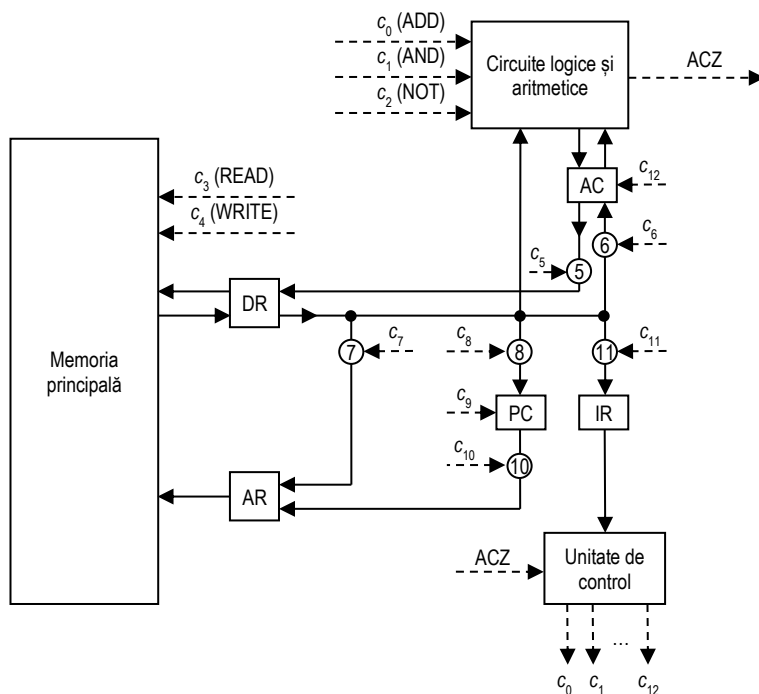 c0 (ADD)
c1 (AND)
c2 (NOT)
Circuite logice și
aritmetice
ACZ
c3 (READ)
c4 (WRITE)
AC
c12
c5
5
6
c6
DR
Memoria
principală
7
c7
c8
8
11
c11
c9
PC
IR
c10
10
AR
ACZ
Unitate de
control
...
c0
c1
c12